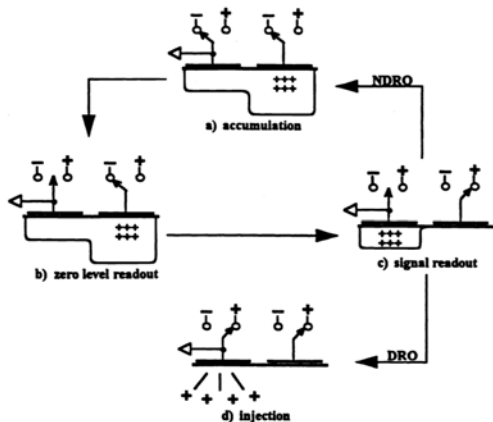 − + − +
+++
+++
NDRO
a) accumulation
− + − +
+++
+++
b) zero level readout
− + − +
+++
+++
c) signal readout
DRO
− + − +
+ + + +
d) injection